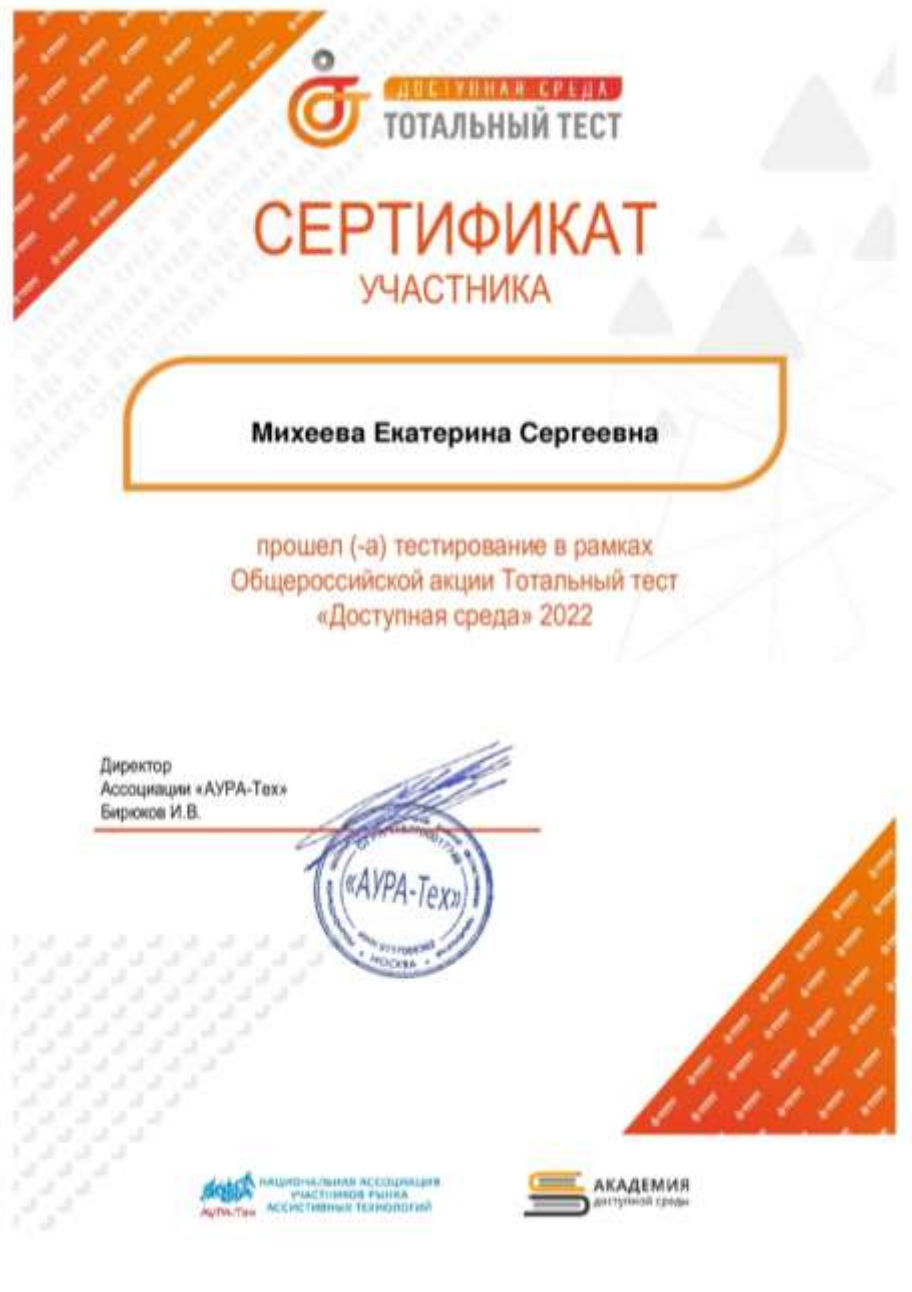 ДОСТУПНАЯ СРЕДА
ТОТАЛЬНЫЙ ТЕСТ
СЕРТИФИКАТ
УЧАСТНИКА
Михеева Екатерина Сергеевна
прошел (-а) тестирование в рамках
Общероссийской акции Тотальный тест
«Доступная среда» 2022
Директор
Ассоциации «АУРА-Тех»
Бирюков И.В.
«АУРА-Тех»
МОСКВА
НАЦИОНАЛЬНАЯ АССОЦИАЦИЯ
УЧАСТНИКОВ РЫНКА
АССИСТИВНЫХ ТЕХНОЛОГИЙ
АУРА-Тех
АКАДЕМИЯ
доступной среды